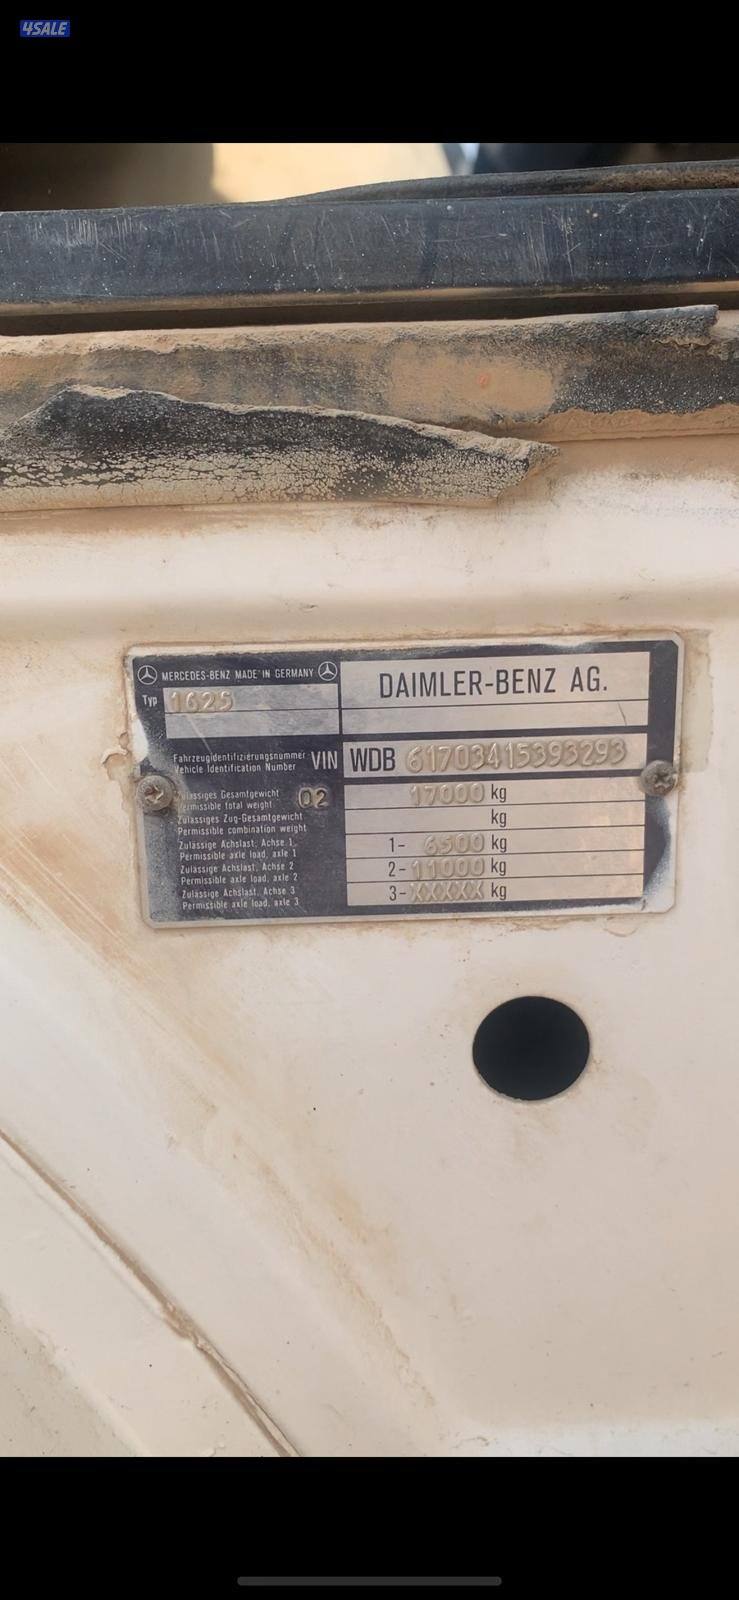 4SALE
MERCEDES-BENZ MADE IN GERMANY
DAIMLER-BENZ AG.
Typ 1625
Fahrzeugidentifizierungsnummer
Vehicle Identification Number
VIN WDB 61703415393293
Zulässiges Gesamtgewicht
Permissible total weight
02 17000 kg
Zulässiges Zug-Gesamtgewicht
Permissible combination weight
kg
Zulässige Achslast, Achse 1
Permissible axle load, axle 1
1- 6500 kg
Zulässige Achslast, Achse 2
Permissible axle load, axle 2
2- 11000 kg
Zulässige Achslast, Achse 3
Permissible axle load, axle 3
3- XXXXX kg